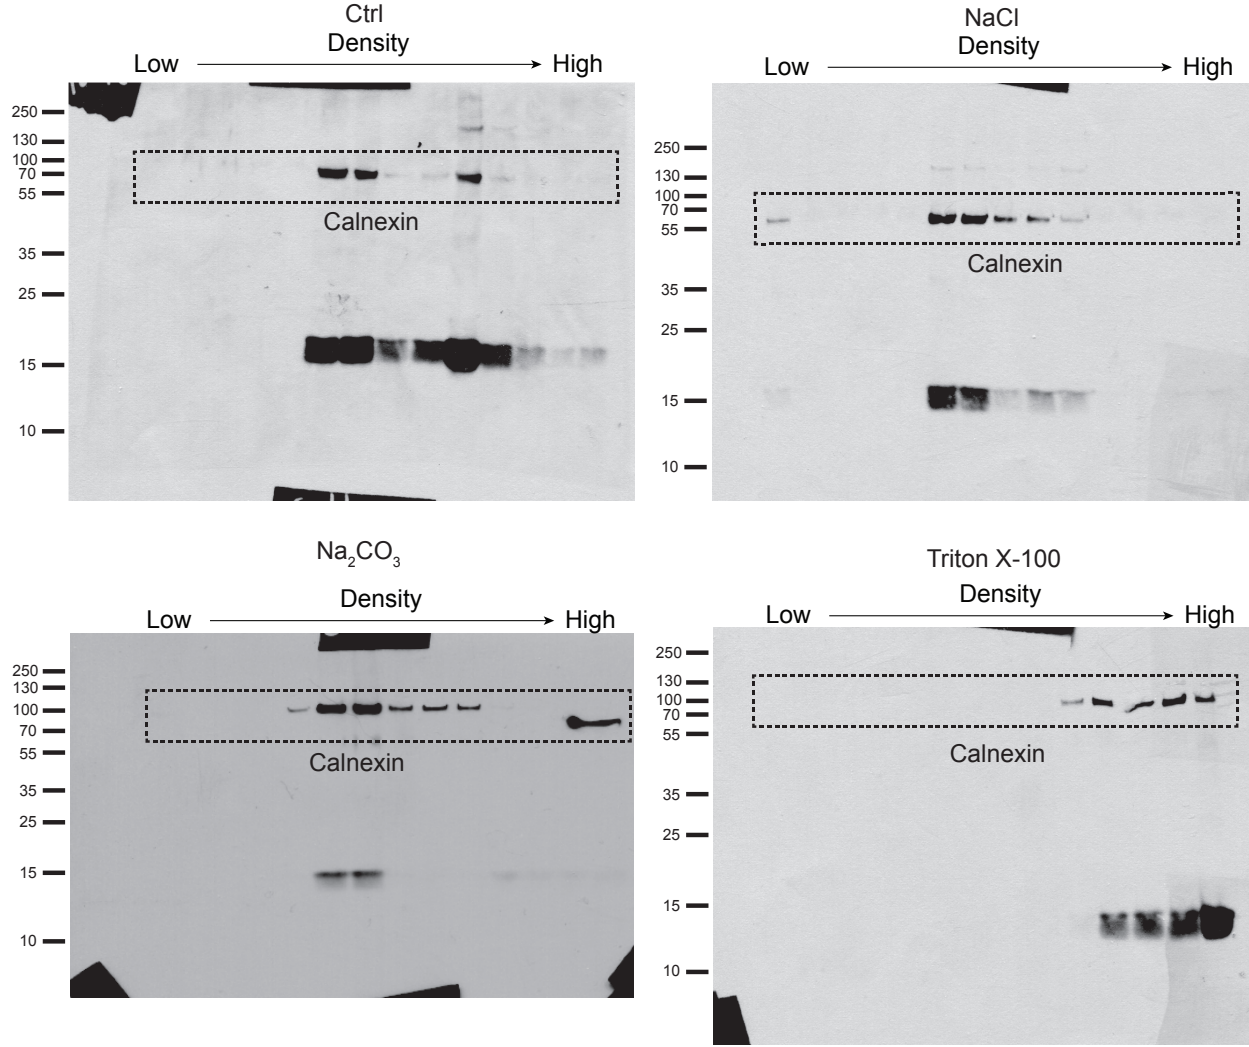 Ctrl
Density
Low High
250
130
100
70
55
35
25
15
10
Calnexin
NaCl
Density
Low High
250
130
100
70
55
35
25
15
10
Calnexin
Na₂CO₃
Density
Low High
250
130
100
70
55
35
25
15
10
Calnexin
Triton X-100
Density
Low High
250
130
100
70
55
35
25
15
10
Calnexin